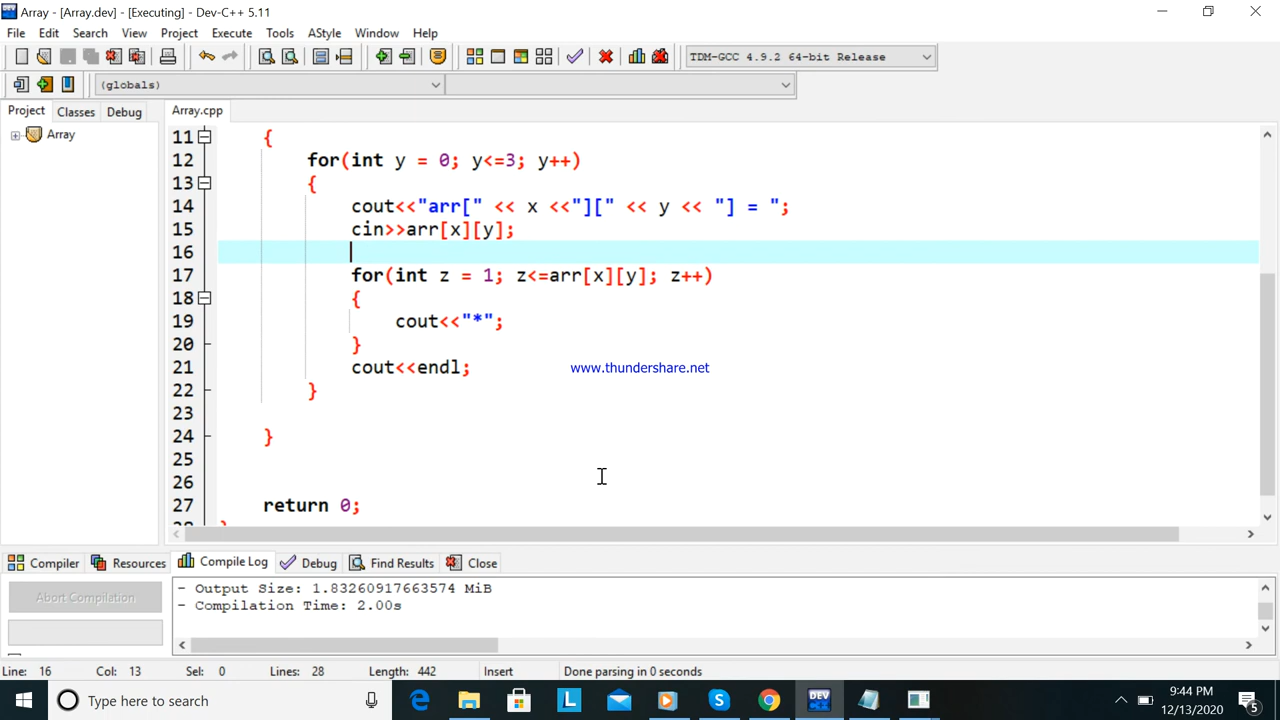 Array - [Array.dev] - [Executing] - Dev-C++ 5.11
File Edit Search View Project Execute Tools AStyle Window Help
TDM-GCC 4.9.2 64-bit Release
(globals)
Project Classes Debug Array.cpp
Array
11 {
12 for(int y = 0; y<=3; y++)
13 {
14 cout<<"arr[" << x <<"][" << y << "] = ";
15 cin>>arr[x][y];
16
17 for(int z = 1; z<=arr[x][y]; z++)
18 {
19 cout<<"*";
20 }
21 cout<<endl;
www.thundershare.net
22 }
23
24 }
25
26
27 return 0;
28 }
Compiler Resources Compile Log Debug Find Results Close
Abort Compilation
- Output Size: 1.83260917663574 MiB
- Compilation Time: 2.00s
Line: 16 Col: 13 Sel: 0 Lines: 28 Length: 442 Insert Done parsing in 0 seconds
Type here to search
DEV
9:44 PM
12/13/2020
5